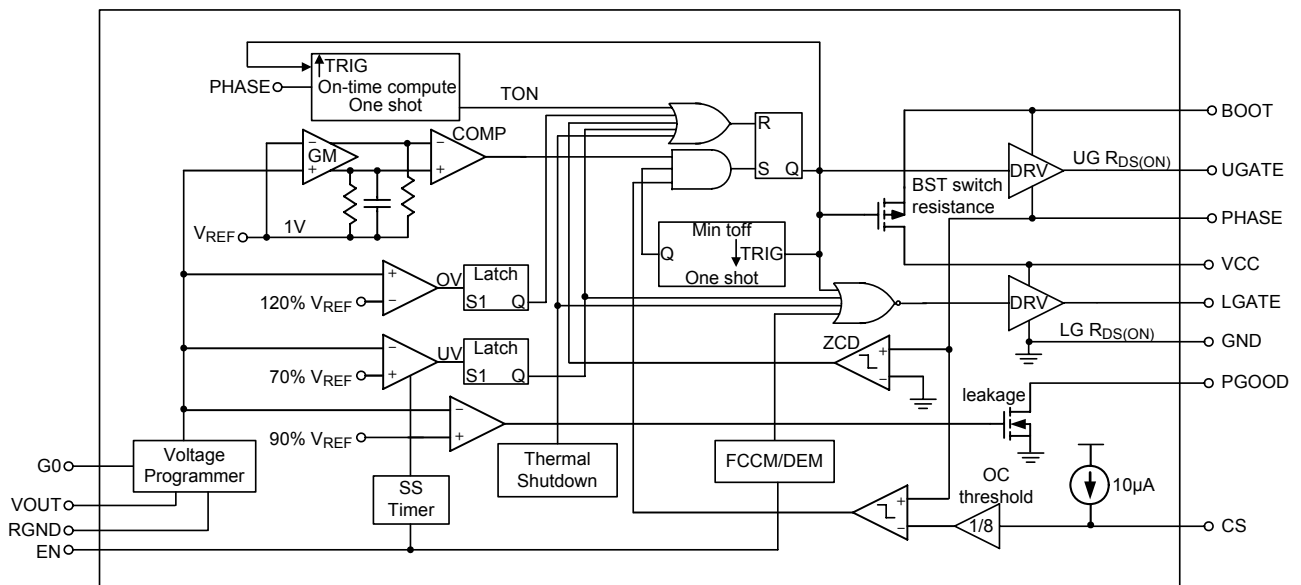 TRIG
On-time compute
One shot
PHASE
TON
R
S
Q
COMP
−
+
GM
−
+
VREF
1V
BOOT
DRV
UG RDS(ON)
UGATE
BST switch
resistance
PHASE
Min toff
Q
TRIG
One shot
VCC
+
−
OV
Latch
S1
Q
120% VREF
DRV
LGATE
LG RDS(ON)
GND
−
+
UV
Latch
S1
Q
70% VREF
ZCD
+
−
PGOOD
leakage
−
+
90% VREF
G0
Voltage
Programmer
Thermal
Shutdown
FCCM/DEM
VOUT
RGND
EN
SS
Timer
OC
threshold
10µA
+
−
1/8
CS